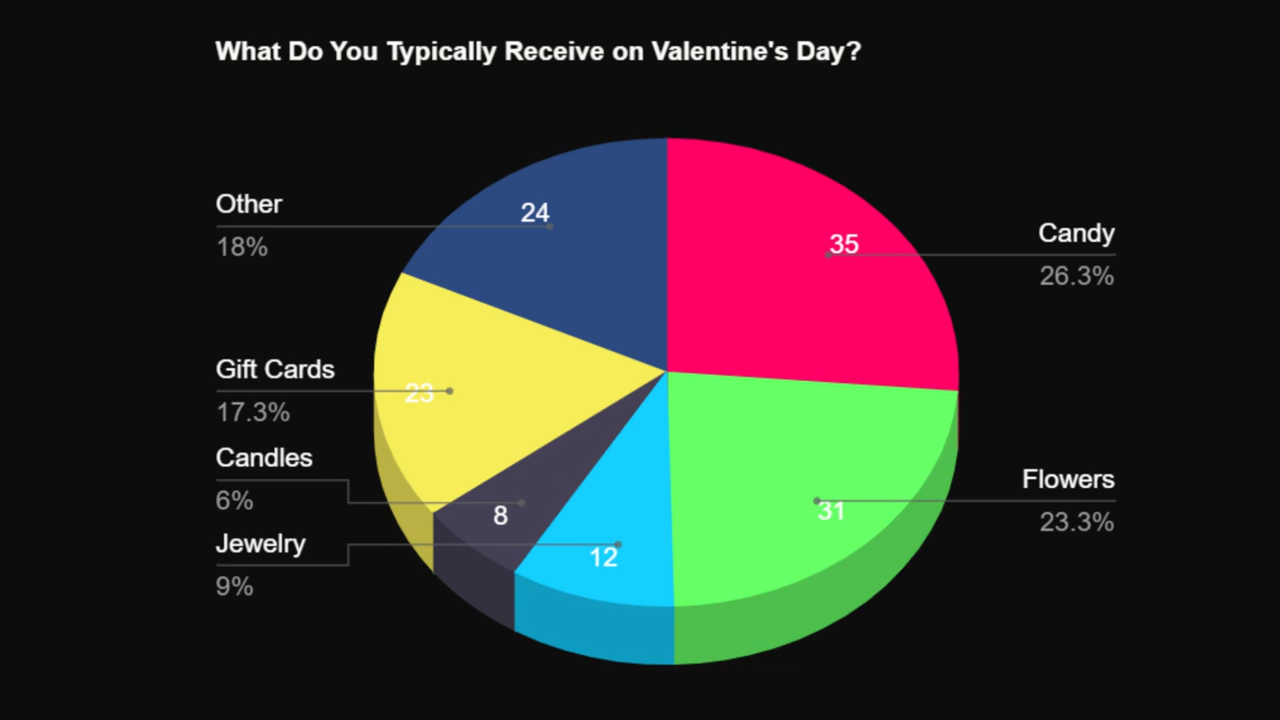 What Do You Typically Receive on Valentine's Day?
Other
18%
24
35
Candy
26.3%
Gift Cards
17.3%
23
Candles
6%
8
Jewelry
9%
12
31
Flowers
23.3%